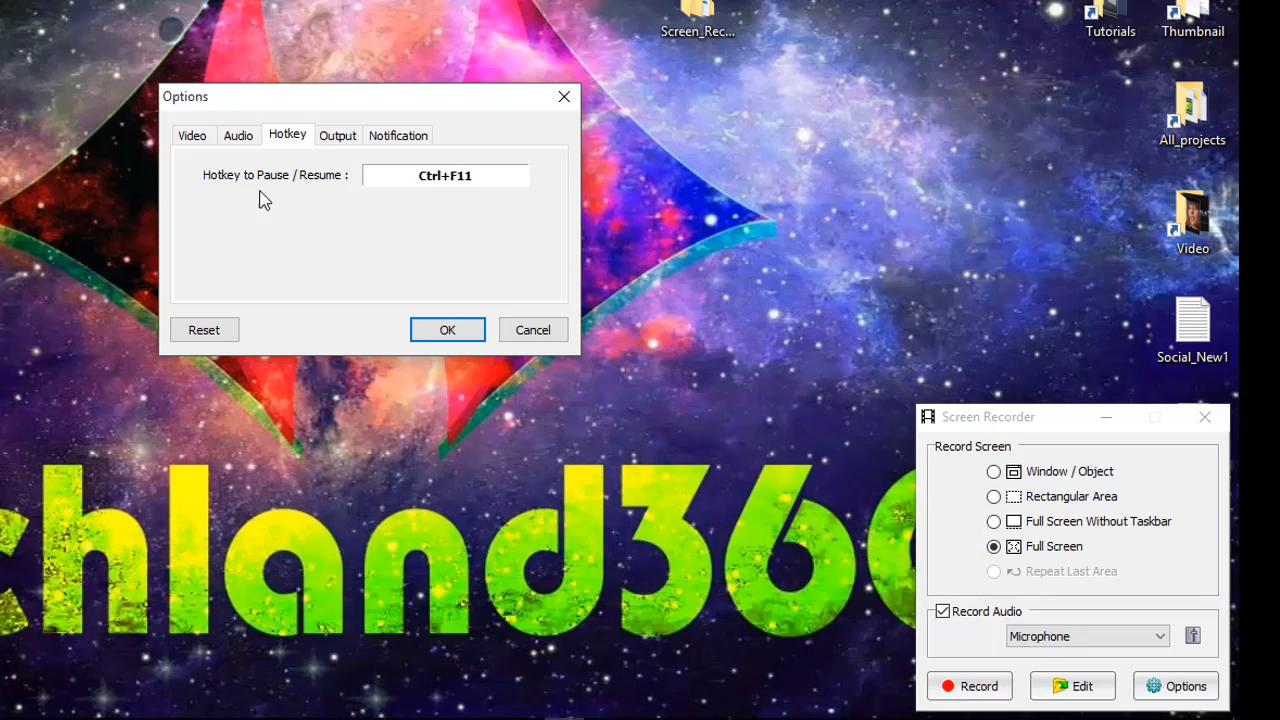 Screen_Rec...
Tutorials
Thumbnail
Options
Video
Audio
Hotkey
Output
Notification
Hotkey to Pause / Resume :
Ctrl+F11
Reset
OK
Cancel
All_projects
Video
Social_New1
chland360
Screen Recorder
Record Screen
Window / Object
Rectangular Area
Full Screen Without Taskbar
Full Screen
Repeat Last Area
Record Audio
Microphone
Record
Edit
Options